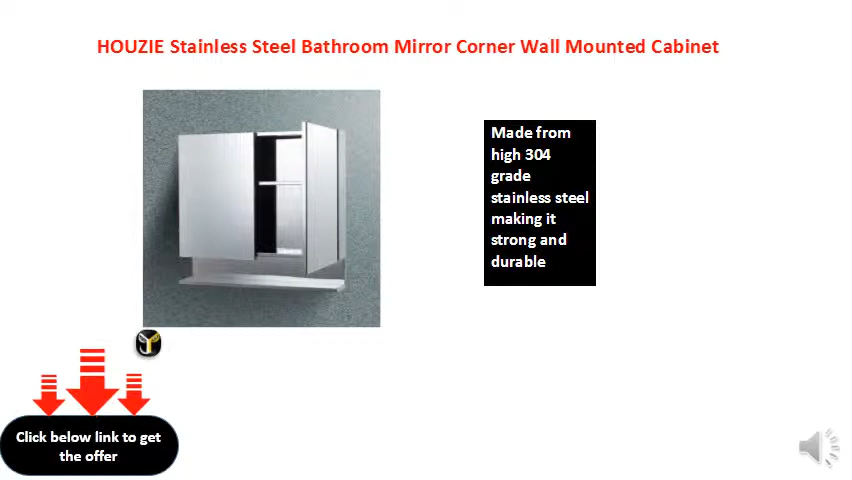 HOUZIE Stainless Steel Bathroom Mirror Corner Wall Mounted Cabinet
Made from
high 304
grade
stainless steel
making it
strong and
durable
Click below link to get
the offer